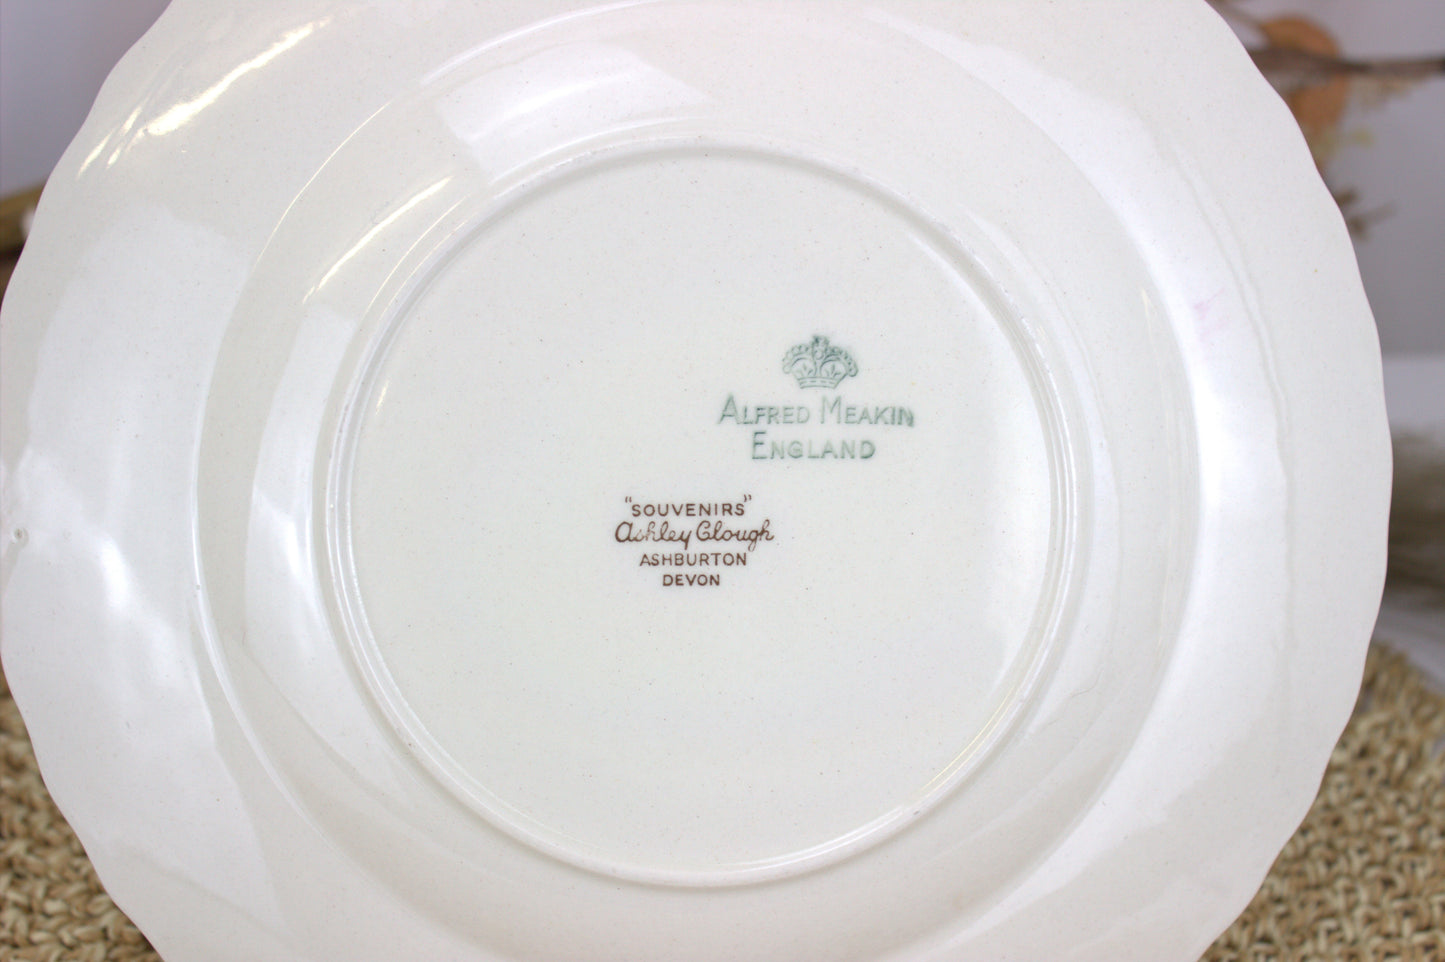 ALFRED MEAKIN
ENGLAND
"SOUVENIRS"
Ashley Clough
ASHBURTON
DEVON